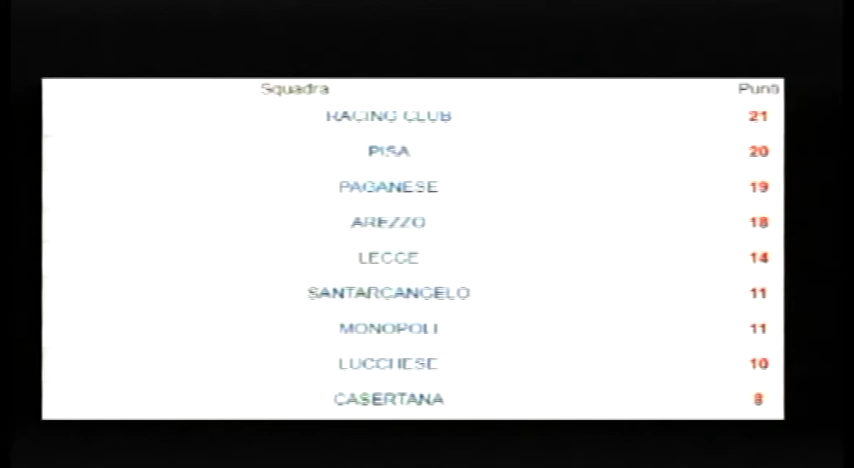 Squadra Punti
RACING CLUB 21
PISA 20
PAGANESE 19
AREZZO 18
LECCE 14
SANTARCANGELO 11
MONOPOLI 11
LUCCHESE 10
CASERTANA 8